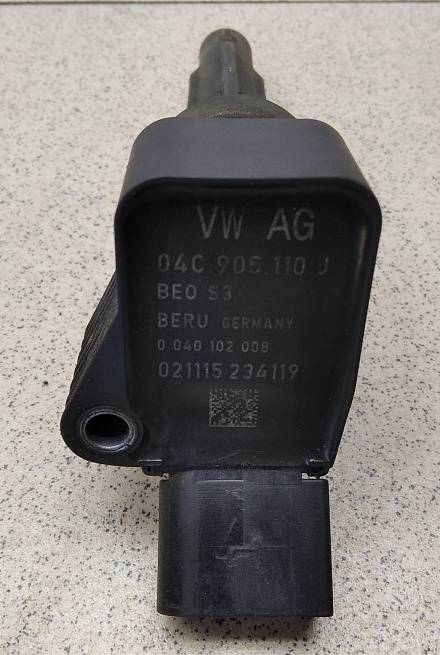 VW AG
04C.905.110 J
BEO S3
BERU GERMANY
0 040 102 008
021115 234119